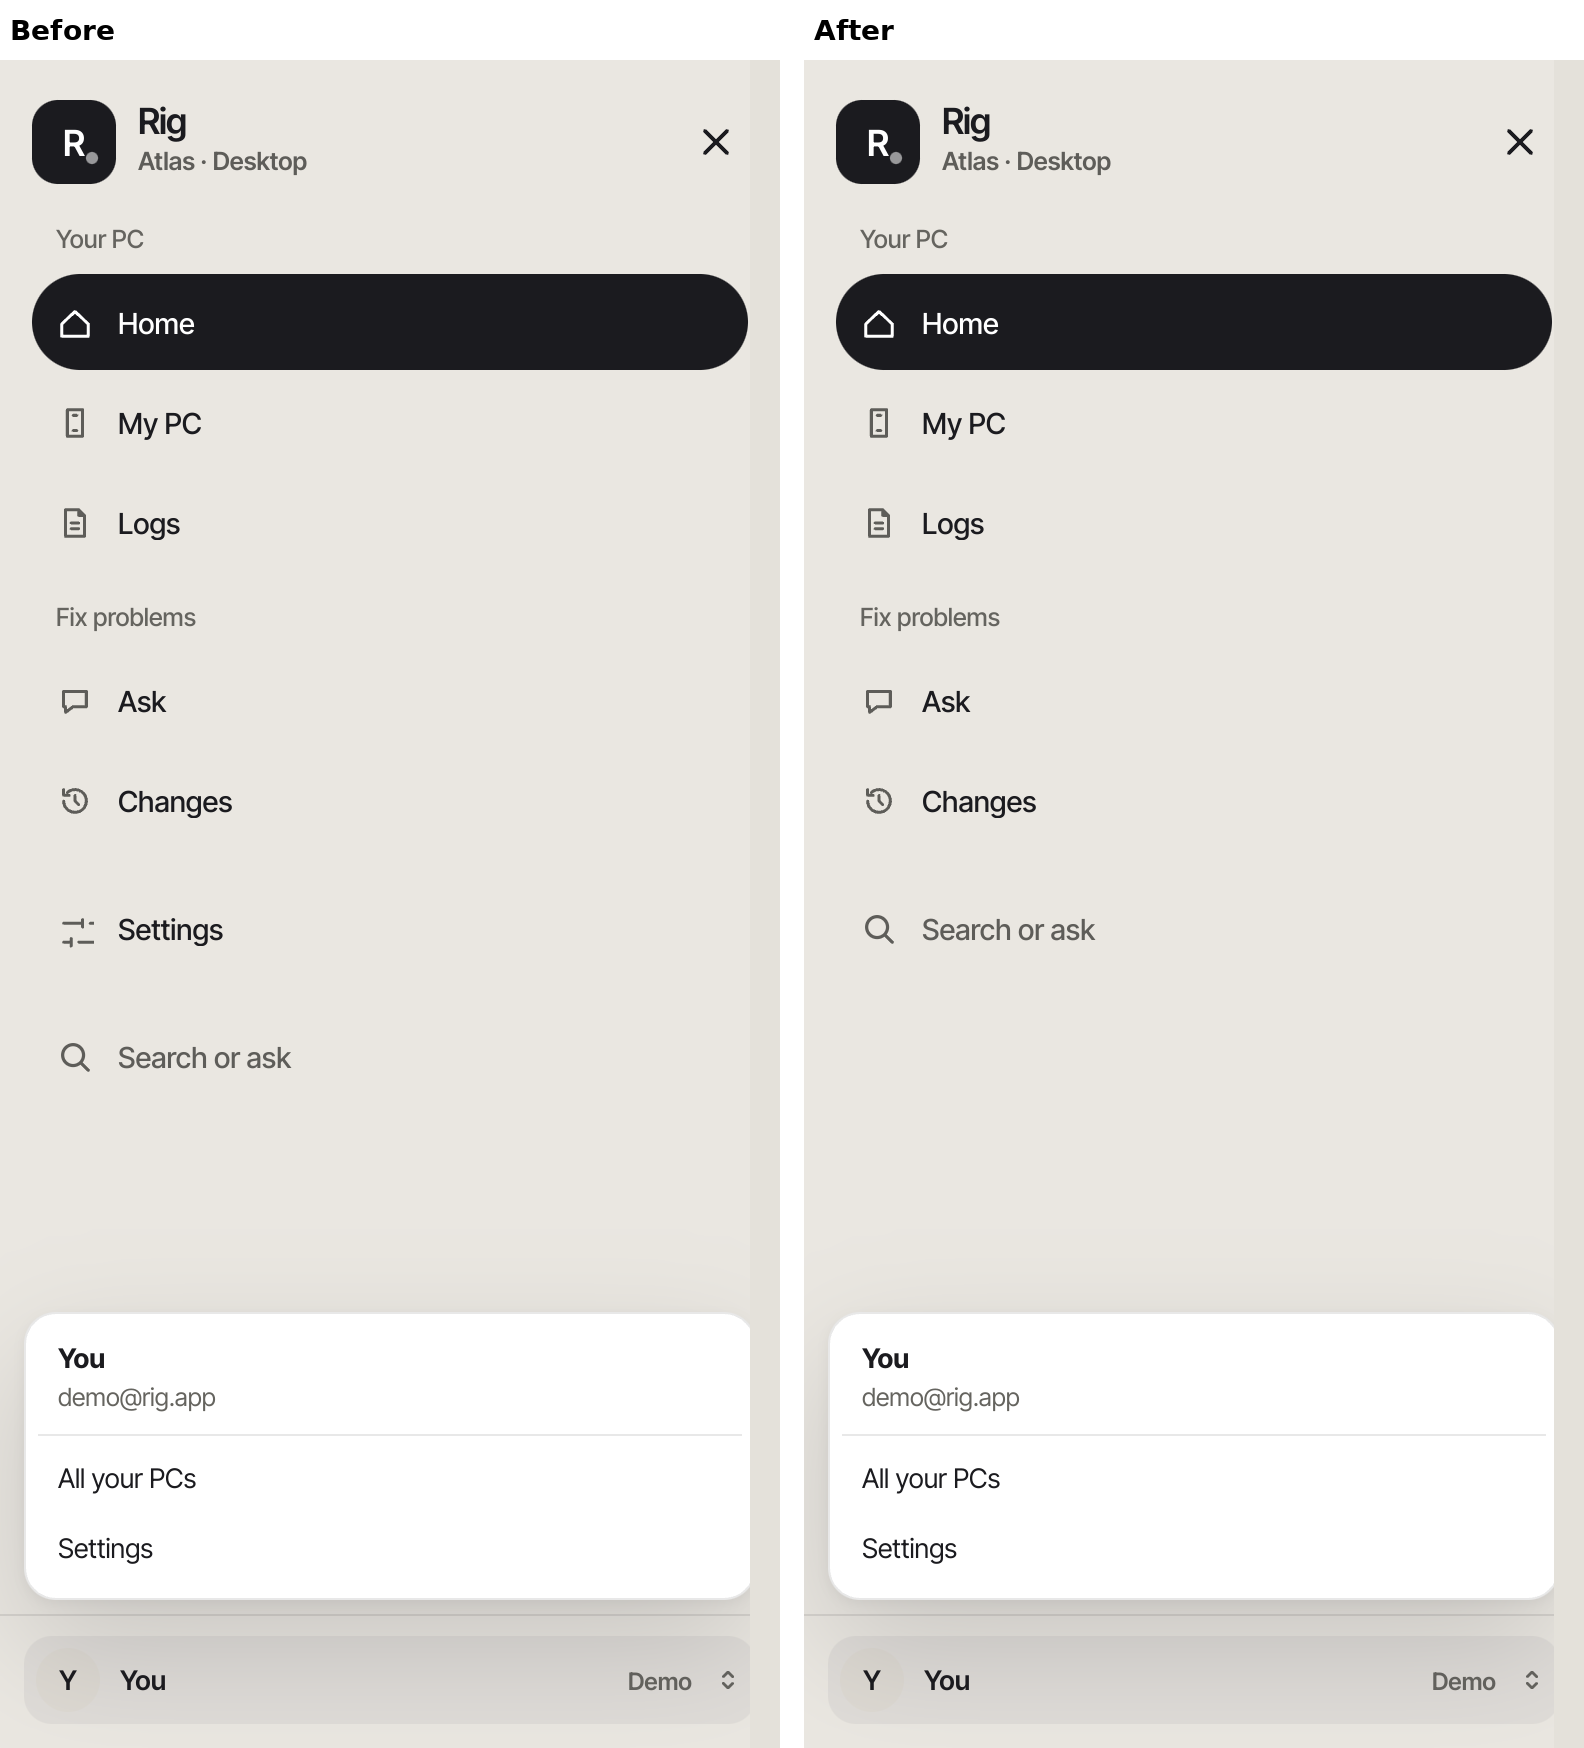 Before
R
Rig
Atlas · Desktop
Your PC
Home
My PC
Logs
Fix problems
Ask
Changes
Settings
Search or ask
You
demo@rig.app
All your PCs
Settings
Y You Demo
After
R
Rig
Atlas · Desktop
Your PC
Home
My PC
Logs
Fix problems
Ask
Changes
Search or ask
You
demo@rig.app
All your PCs
Settings
Y You Demo